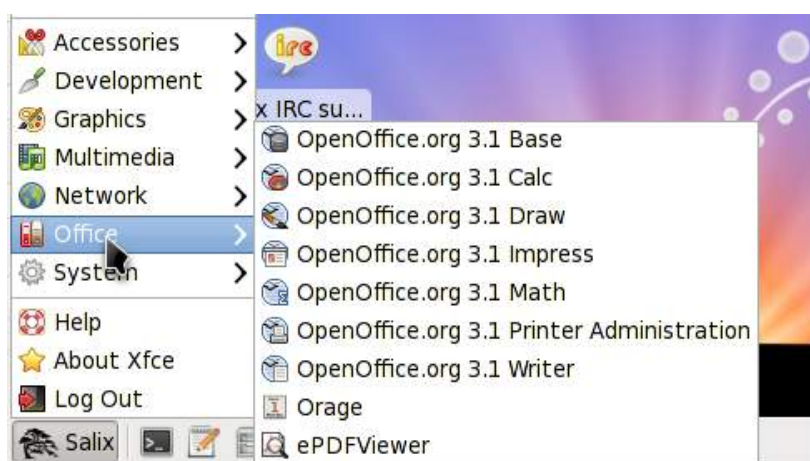 Accessories
Development
Graphics
Multimedia
Network
Office
System
Help
About Xfce
Log Out
Salix
irc
x IRC su...
OpenOffice.org 3.1 Base
OpenOffice.org 3.1 Calc
OpenOffice.org 3.1 Draw
OpenOffice.org 3.1 Impress
OpenOffice.org 3.1 Math
OpenOffice.org 3.1 Printer Administration
OpenOffice.org 3.1 Writer
Orage
ePDFViewer